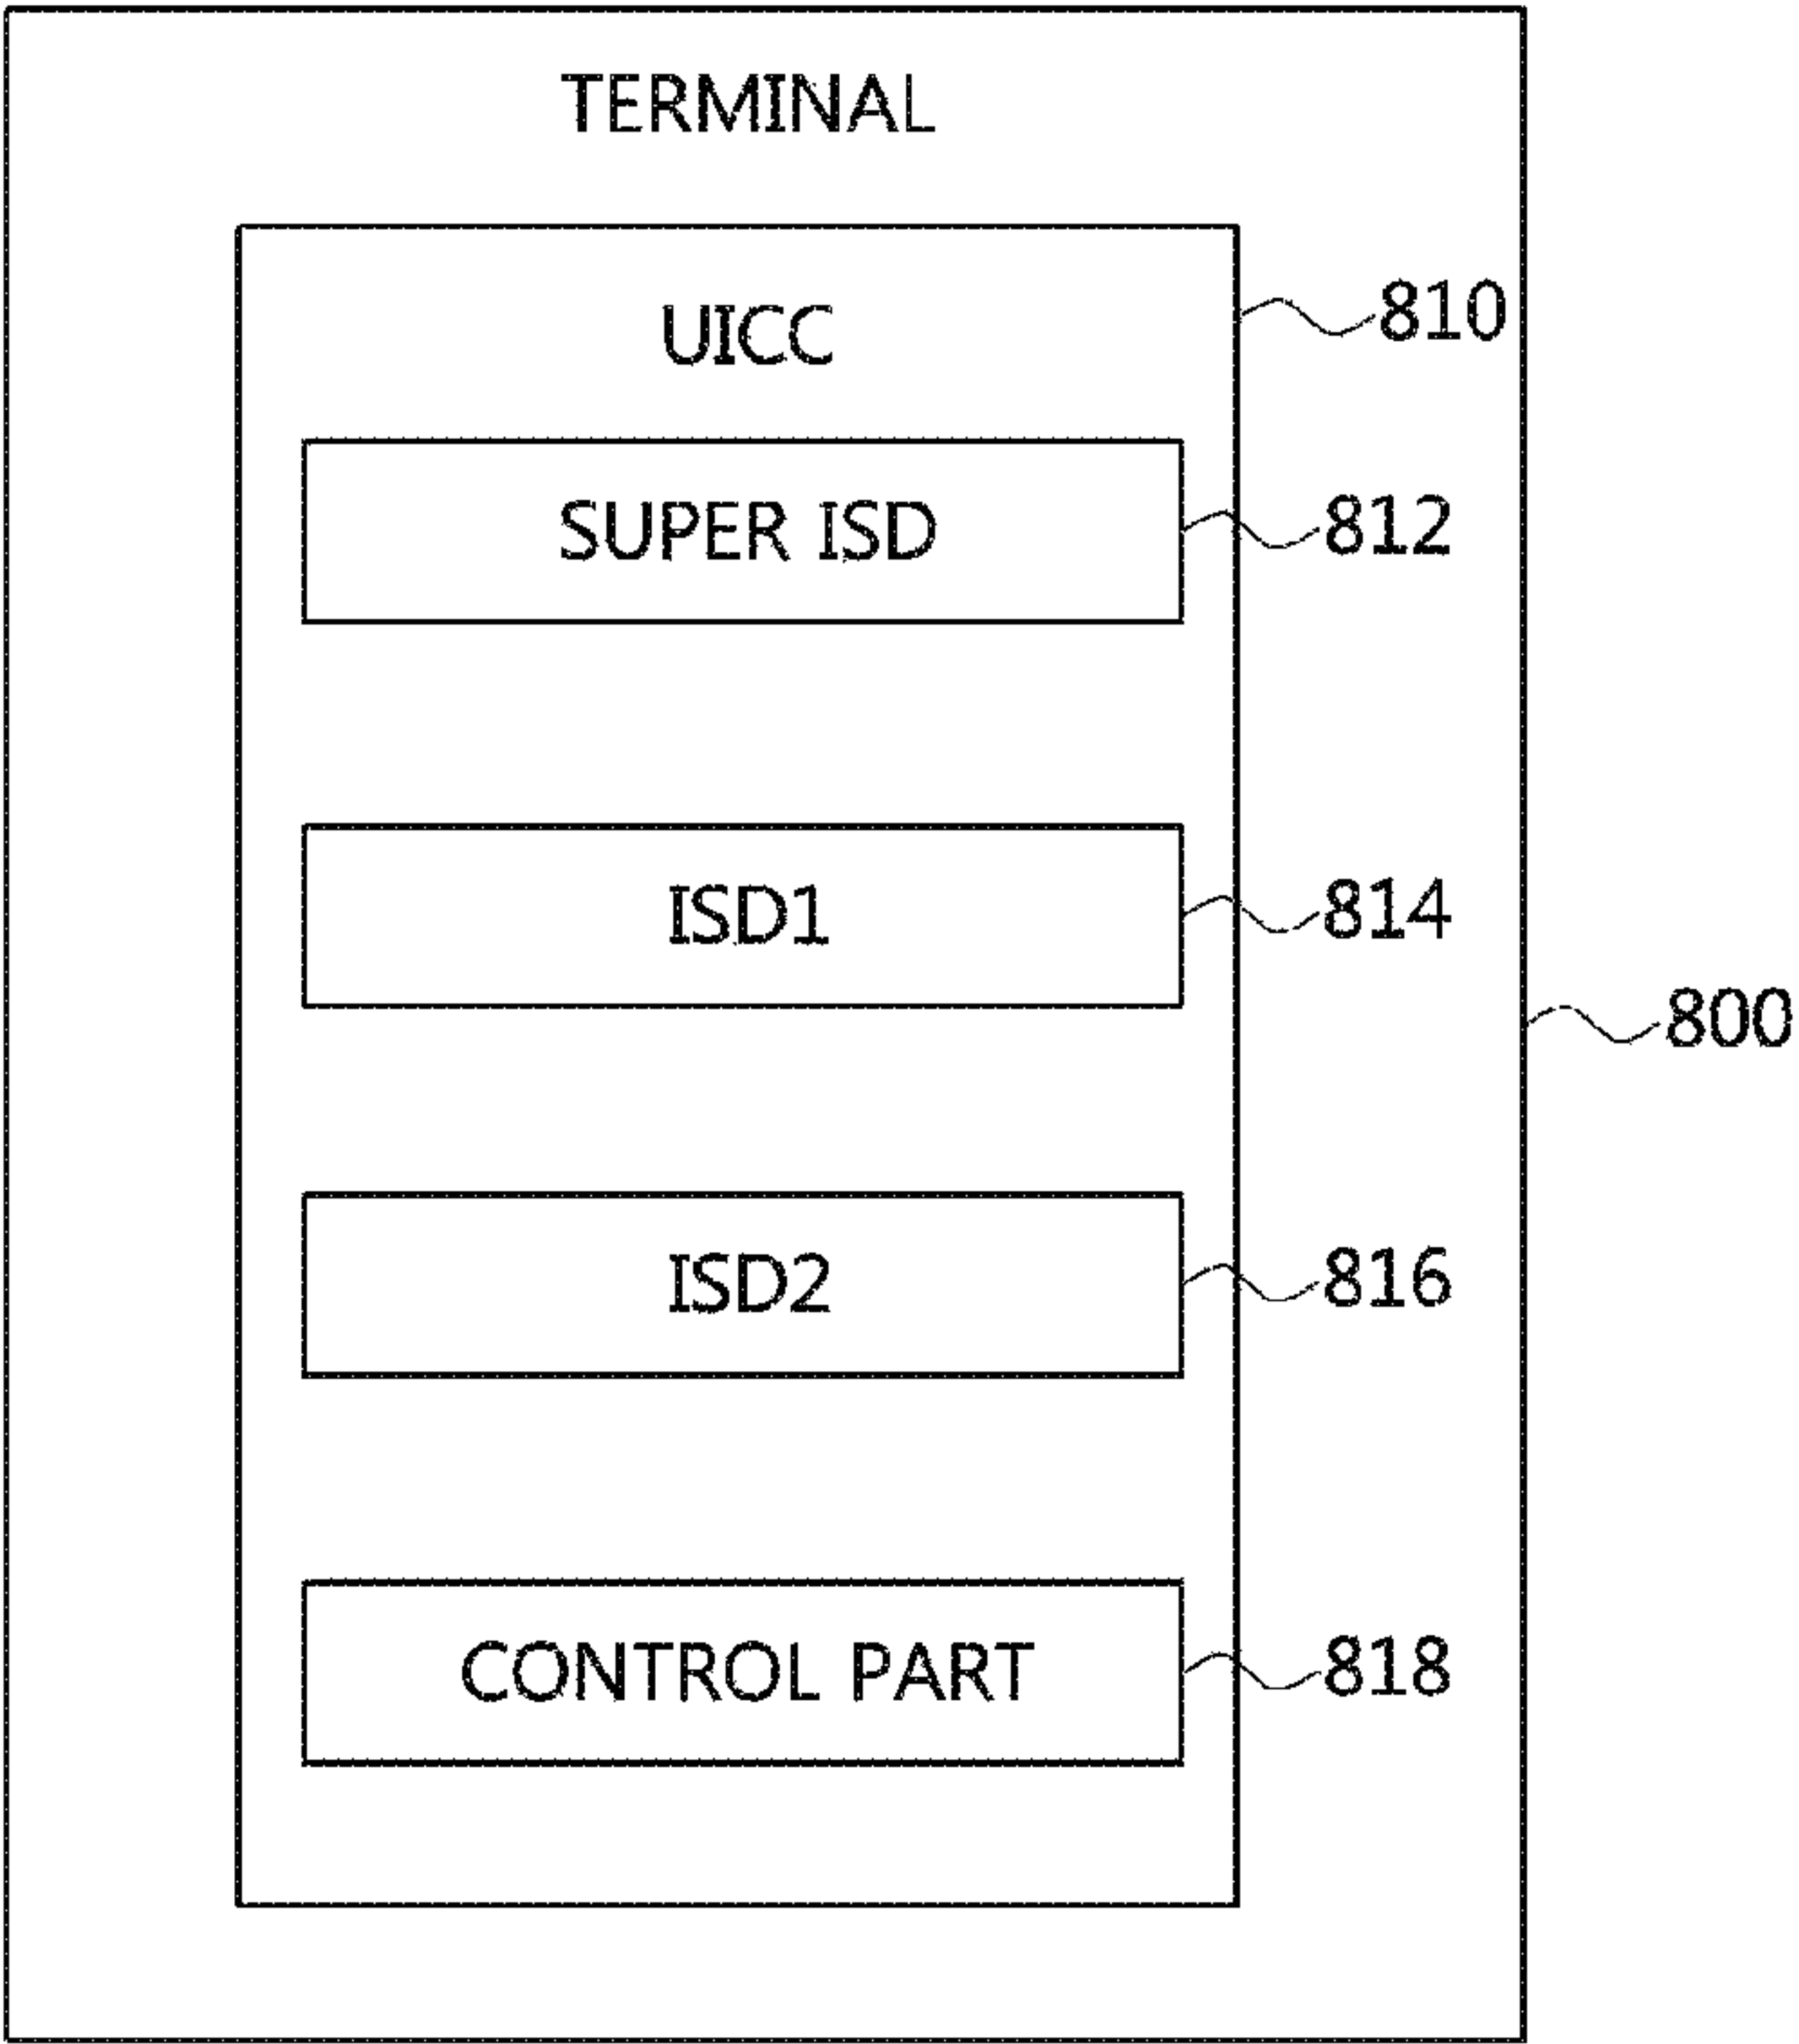 TERMINAL
UICC
810
SUPER ISD
812
ISD1
814
800
ISD2
816
CONTROL PART
818